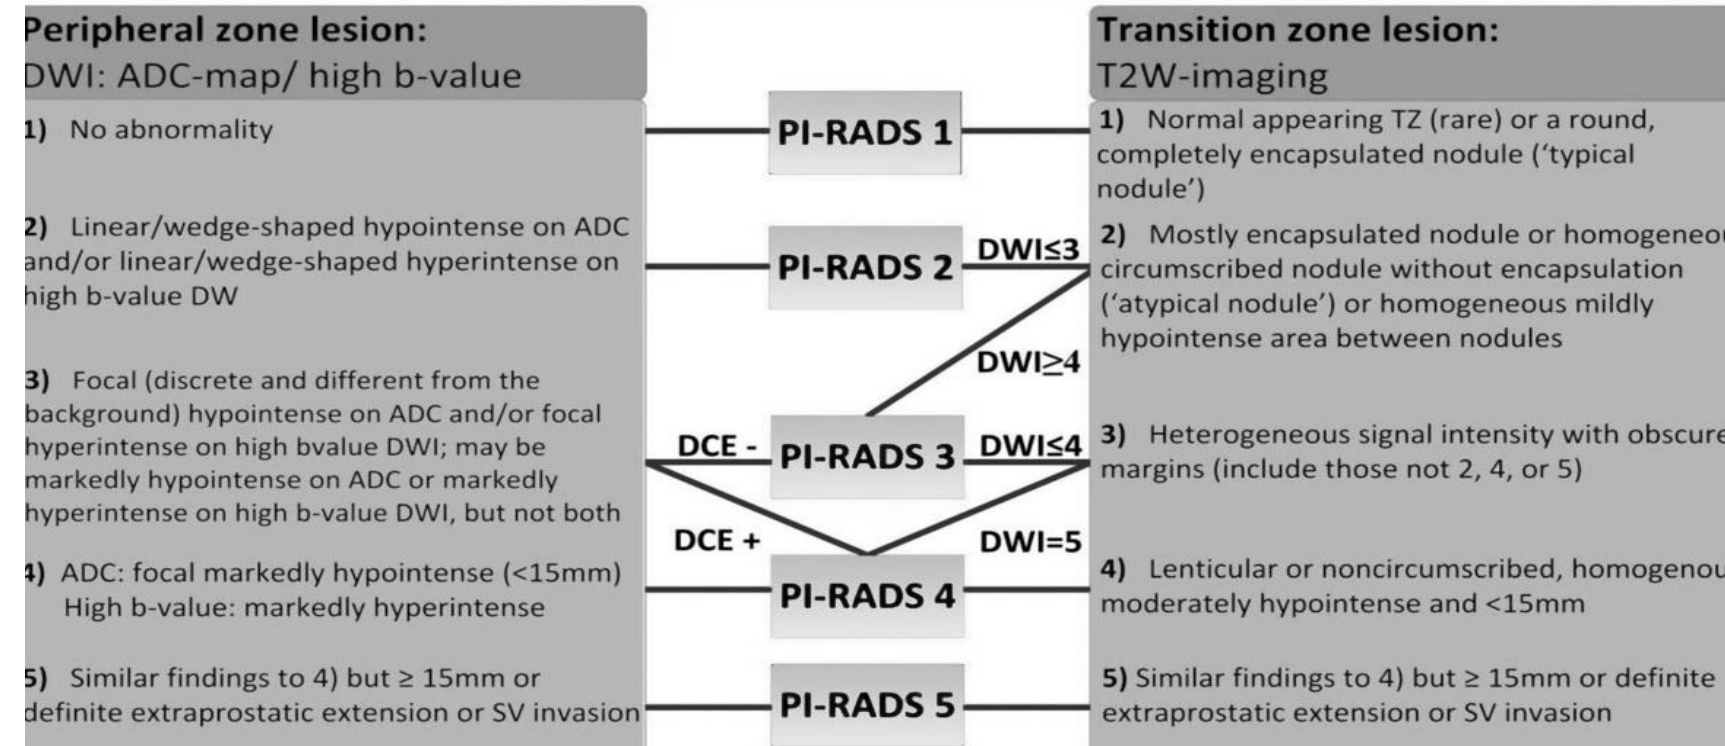 Peripheral zone lesion:
DWI: ADC-map/ high b-value
1) No abnormality
2) Linear/wedge-shaped hypointense on ADC
and/or linear/wedge-shaped hyperintense on
high b-value DW
3) Focal (discrete and different from the
background) hypointense on ADC and/or focal
hyperintense on high bvalue DWI; may be
markedly hypointense on ADC or markedly
hyperintense on high b-value DWI, but not both
4) ADC: focal markedly hypointense (<15mm)
High b-value: markedly hyperintense
5) Similar findings to 4) but ≥ 15mm or
definite extraprostatic extension or SV invasion
PI-RADS 1
PI-RADS 2
DWI≤3
DWI≥4
DCE -
PI-RADS 3
DWI≤4
DCE +
DWI=5
PI-RADS 4
PI-RADS 5
Transition zone lesion:
T2W-imaging
1) Normal appearing TZ (rare) or a round,
completely encapsulated nodule (‘typical
nodule’)
2) Mostly encapsulated nodule or homogeneou
circumscribed nodule without encapsulation
(‘atypical nodule’) or homogeneous mildly
hypointense area between nodules
3) Heterogeneous signal intensity with obscure
margins (include those not 2, 4, or 5)
4) Lenticular or noncircumscribed, homogenou
moderately hypointense and <15mm
5) Similar findings to 4) but ≥ 15mm or definite
extraprostatic extension or SV invasion